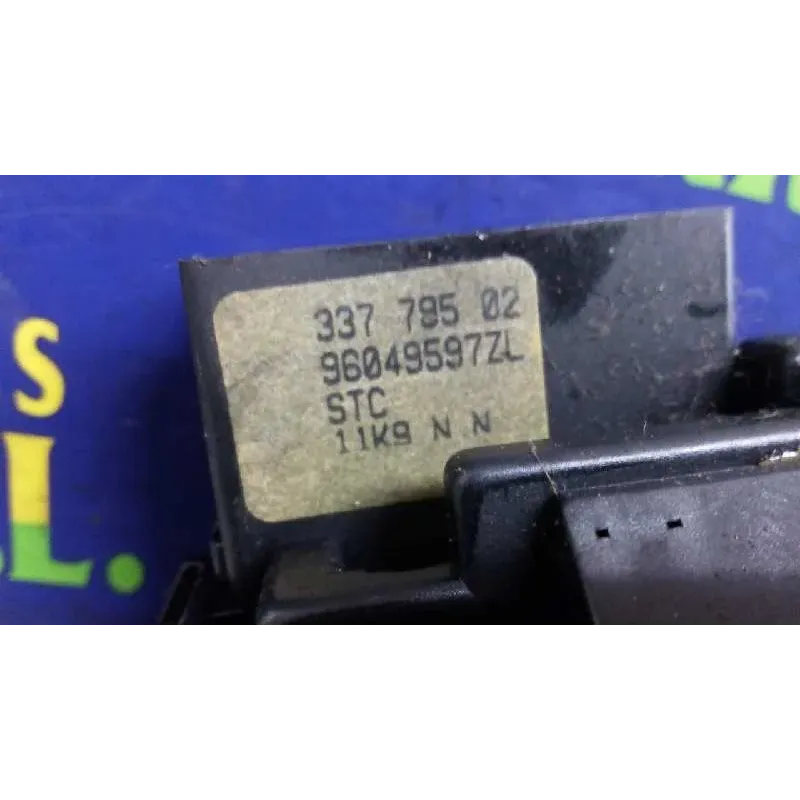 337 795 02
96049597ZL
STC
11K9 N N
S
.L.